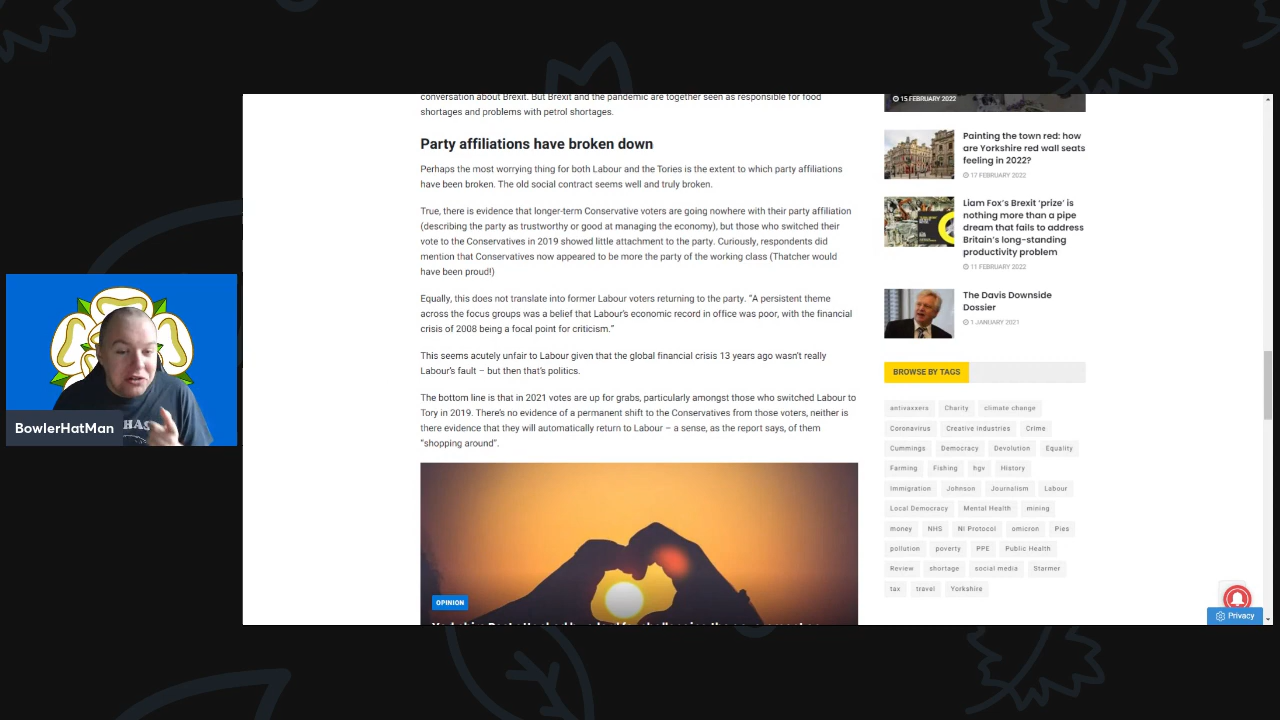 conversation about Brexit. But Brexit and the pandemic are together seen as responsible for food
shortages and problems with petrol shortages.
Party affiliations have broken down
Perhaps the most worrying thing for both Labour and the Tories is the extent to which party affiliations
have been broken. The old social contract seems well and truly broken.
True, there is evidence that longer-term Conservative voters are going nowhere with their party affiliation
(describing the party as trustworthy or good at managing the economy), but those who switched their
vote to the Conservatives in 2019 showed little attachment to the party. Curiously, respondents did
mention that Conservatives now appeared to be more the party of the working class (Thatcher would
have been proud!)
Equally, this does not translate into former Labour voters returning to the party. “A persistent theme
across the focus groups was a belief that Labour’s economic record in office was poor, with the financial
crisis of 2008 being a focal point for criticism.”
This seems acutely unfair to Labour given that the global financial crisis 13 years ago wasn’t really
Labour’s fault – but then that’s politics.
The bottom line is that in 2021 votes are up for grabs, particularly amongst those who switched Labour to
Tory in 2019. There’s no evidence of a permanent shift to the Conservatives from those voters, neither is
there evidence that they will automatically return to Labour – a sense, as the report says, of them
“shopping around”.
OPINION
15 FEBRUARY 2022
Painting the town red: how
are Yorkshire red wall seats
feeling in 2022?
17 FEBRUARY 2022
Liam Fox’s Brexit ‘prize’ is
nothing more than a pipe
dream that fails to address
Britain’s long-standing
productivity problem
11 FEBRUARY 2022
The Davis Downside
Dossier
1 JANUARY 2021
BROWSE BY TAGS
antivaxxers Charity climate change
Coronavirus Creative industries Crime
Cummings Democracy Devolution Equality
Farming Fishing hgv History
Immigration Johnson Journalism Labour
Local Democracy Mental Health mining
money NHS NI Protocol omicron Pies
pollution poverty PPE Public Health
Review shortage social media Starmer
tax travel Yorkshire
Privacy
BowlerHatMan